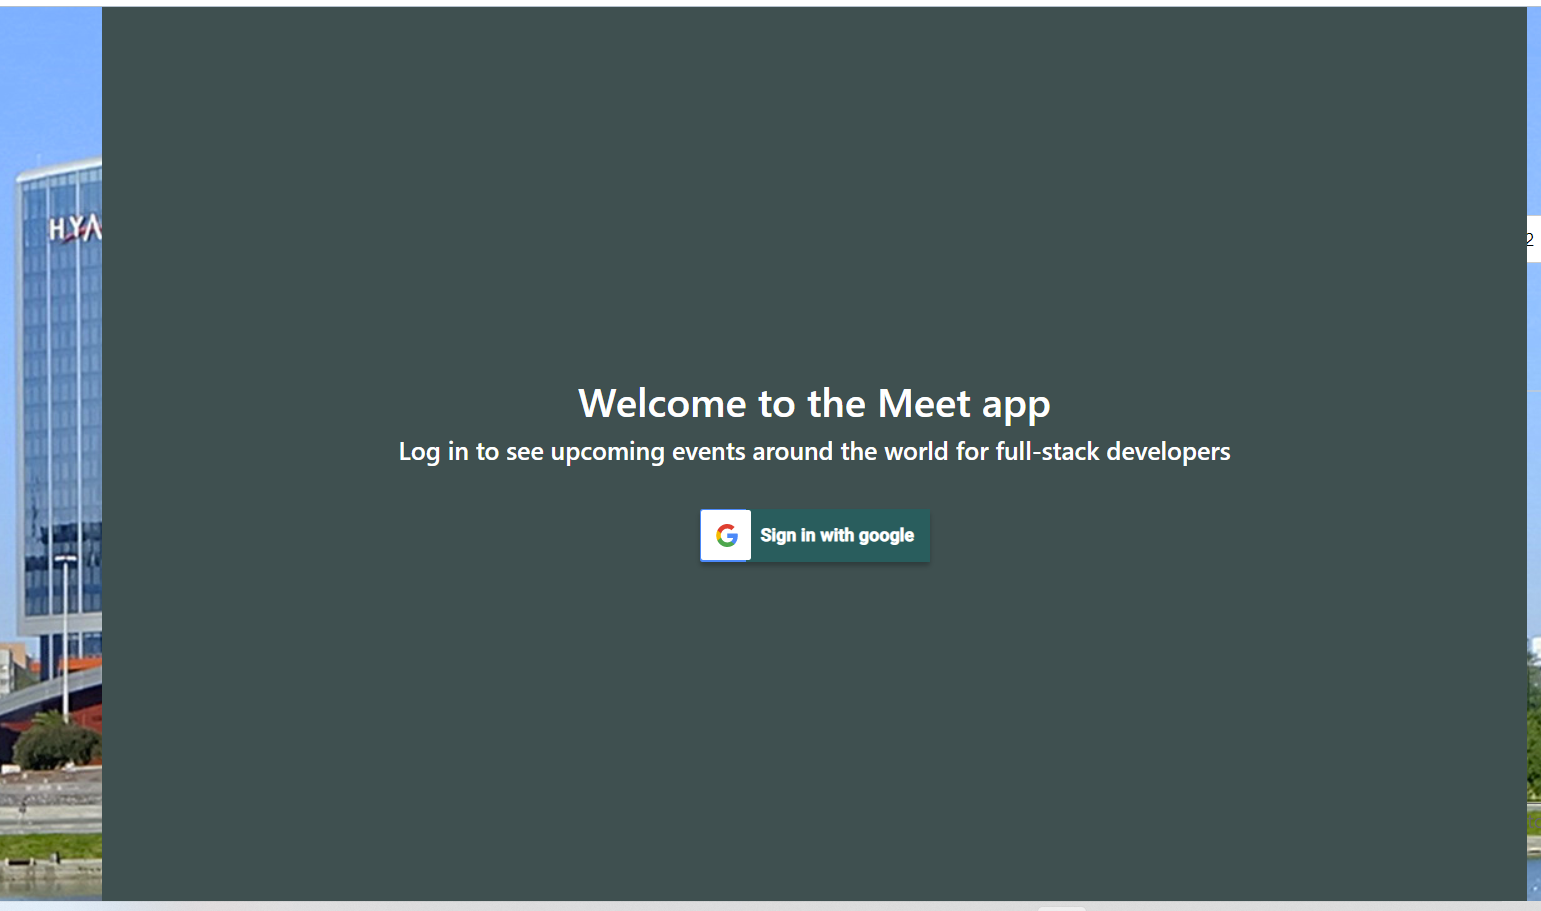 HYA
2
Welcome to the Meet app
Log in to see upcoming events around the world for full-stack developers
Sign in with google